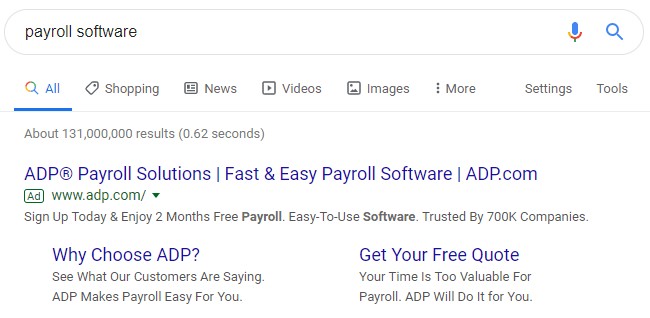 payroll software
All Shopping News Videos Images More Settings Tools
About 131,000,000 results (0.62 seconds)
ADP® Payroll Solutions | Fast & Easy Payroll Software | ADP.com
Ad www.adp.com/
Sign Up Today & Enjoy 2 Months Free Payroll. Easy-To-Use Software. Trusted By 700K Companies.
Why Choose ADP?
See What Our Customers Are Saying.
ADP Makes Payroll Easy For You.
Get Your Free Quote
Your Time Is Too Valuable For
Payroll. ADP Will Do It for You.